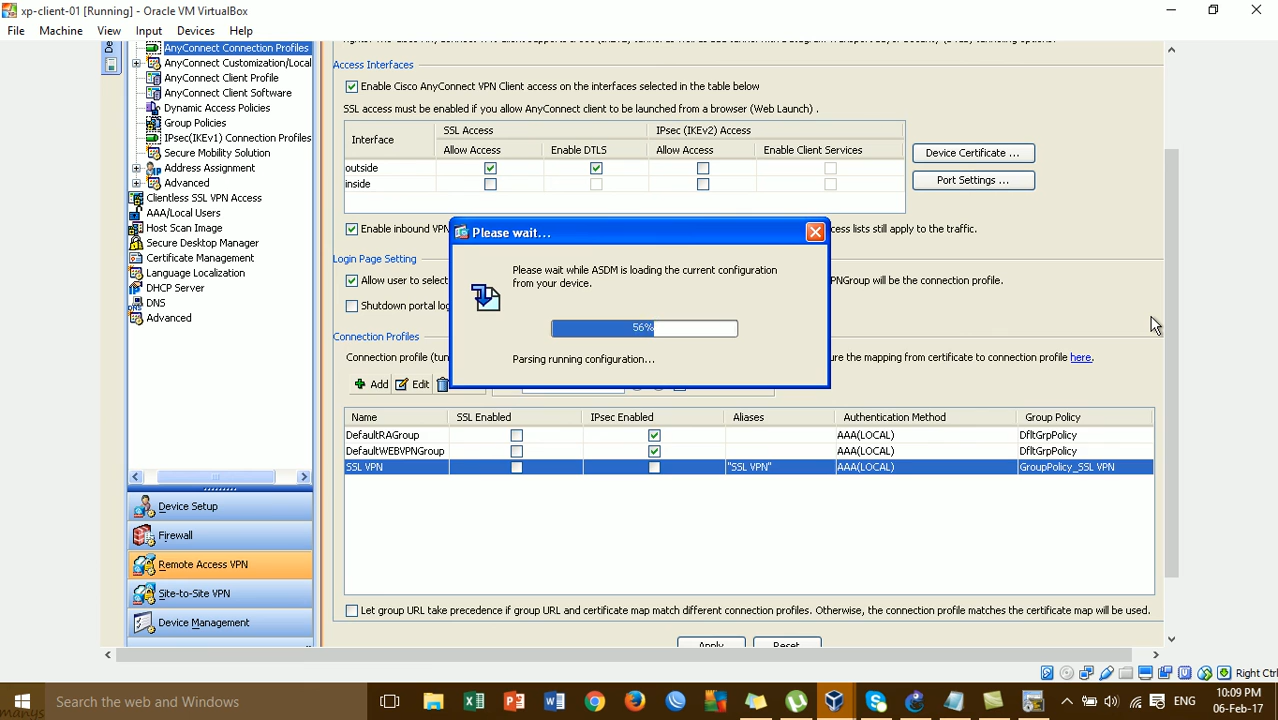 xp-client-01 [Running] - Oracle VM VirtualBox
File Machine View Input Devices Help
AnyConnect Connection Profiles
AnyConnect Customization/Local
AnyConnect Client Profile
AnyConnect Client Software
Dynamic Access Policies
Group Policies
IPsec(IKEv1) Connection Profiles
Secure Mobility Solution
Address Assignment
Advanced
Clientless SSL VPN Access
AAA/Local Users
Host Scan Image
Secure Desktop Manager
Certificate Management
Language Localization
DHCP Server
DNS
Advanced
Device Setup
Firewall
Remote Access VPN
Site-to-Site VPN
Device Management
Access Interfaces
Enable Cisco AnyConnect VPN Client access on the interfaces selected in the table below
SSL access must be enabled if you allow AnyConnect client to be launched from a browser (Web Launch) .
Interface SSL Access IPsec (IKEv2) Access
Allow Access Enable DTLS Allow Access Enable Client Services
outside
inside
Device Certificate ...
Port Settings ...
Enable inbound VPN
cess lists still apply to the traffic.
Login Page Setting
Allow user to selec
VPNGroup will be the connection profile.
Shutdown portal log
Connection Profiles
Connection profile (tun
ure the mapping from certificate to connection profile here.
Add Edit
Please wait...
Please wait while ASDM is loading the current configuration
from your device.
56%
Parsing running configuration...
Name SSL Enabled IPsec Enabled Aliases Authentication Method Group Policy
DefaultRAGroup AAA(LOCAL) DfltGrpPolicy
DefaultWEBVPNGroup AAA(LOCAL) DfltGrpPolicy
SSL VPN "SSL VPN" AAA(LOCAL) GroupPolicy_SSL VPN
Let group URL take precedence if group URL and certificate map match different connection profiles. Otherwise, the connection profile matches the certificate map will be used.
Apply Reset
Right Ctrl
Search the web and Windows
ENG
10:09 PM
06-Feb-17